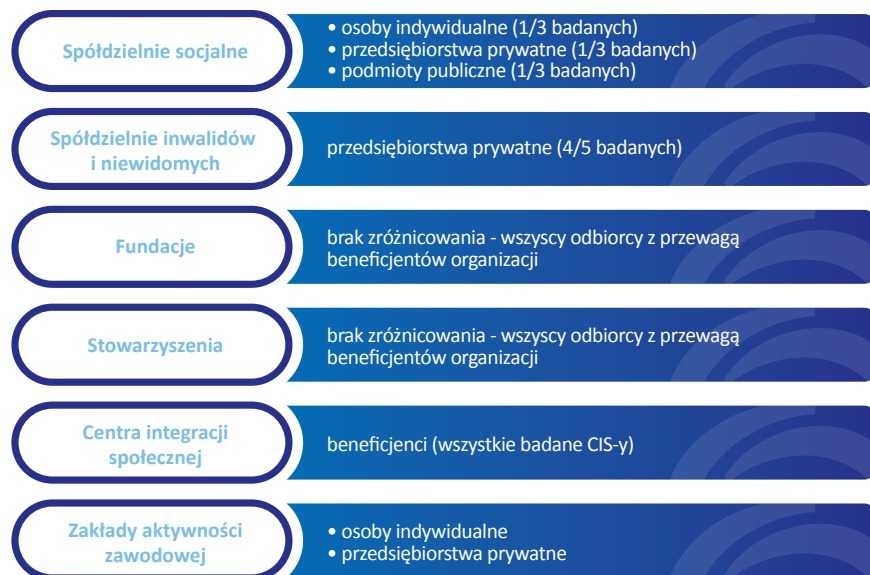 Spółdzielnie socjalne
• osoby indywidualne (1/3 badanych)
• przedsiębiorstwa prywatne (1/3 badanych)
• podmioty publiczne (1/3 badanych)
Spółdzielnie inwalidów
i niewidomych
przedsiębiorstwa prywatne (4/5 badanych)
Fundacje
brak zróżnicowania - wszyscy odbiorcy z przewagą
beneficjentów organizacji
Stowarzyszenia
brak zróżnicowania - wszyscy odbiorcy z przewagą
beneficjentów organizacji
Centra integracji
społecznej
beneficjenci (wszystkie badane CIS-y)
Zakłady aktywności
zawodowej
• osoby indywidualne
• przedsiębiorstwa prywatne